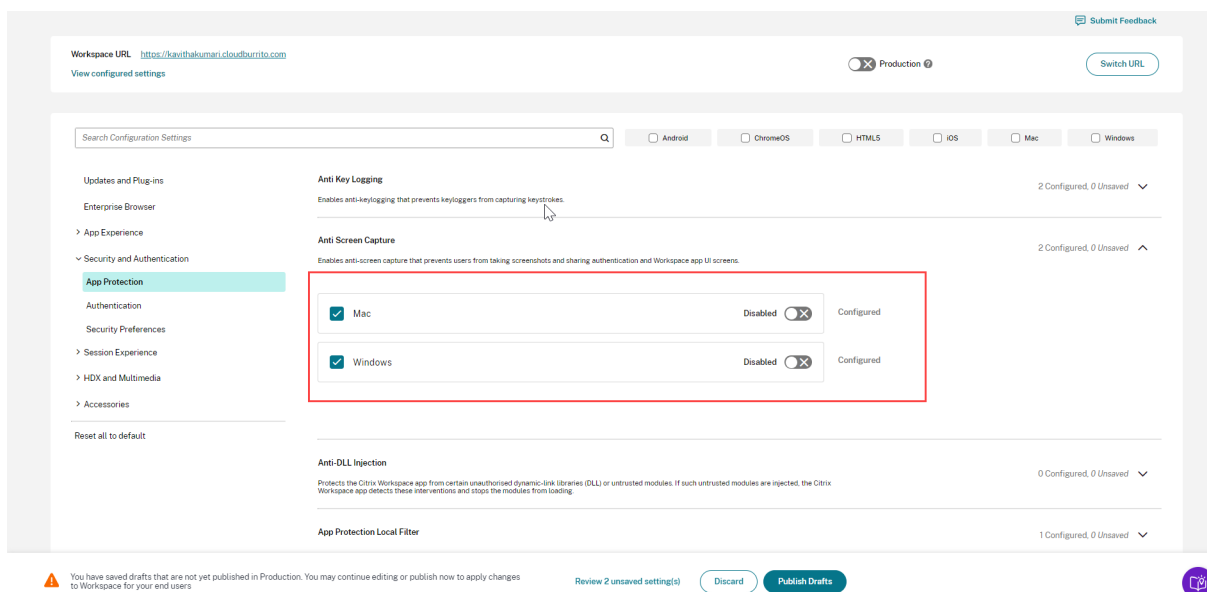 Submit Feedback
Workspace URL https://kavithakumari.cloudburrito.com
View configured settings
Production
Switch URL
Search Configuration Settings
Android
ChromeOS
HTML5
iOS
Mac
Windows
Updates and Plug-ins
Enterprise Browser
App Experience
Security and Authentication
App Protection
Authentication
Security Preferences
Session Experience
HDX and Multimedia
Accessories
Reset all to default
Anti Key Logging
2 Configured, 0 Unsaved
Enables anti-keylogging that prevents keyloggers from capturing keystrokes.
Anti Screen Capture
2 Configured, 0 Unsaved
Enables anti-screen capture that prevents users from taking screenshots and sharing authentication and Workspace app UI screens.
Mac Disabled Configured
Windows Disabled Configured
Anti-DLL Injection
0 Configured, 0 Unsaved
Protects the Citrix Workspace app from certain unauthorised dynamic-link libraries (DLL) or untrusted modules. If such untrusted modules are injected, the Citrix
Workspace app detects these interventions and stops the modules from loading.
App Protection Local Filter
1 Configured, 0 Unsaved
You have saved drafts that are not yet published in Production. You may continue editing or publish now to apply changes
to Workspace for your end users
Review 2 unsaved setting(s)
Discard
Publish Drafts